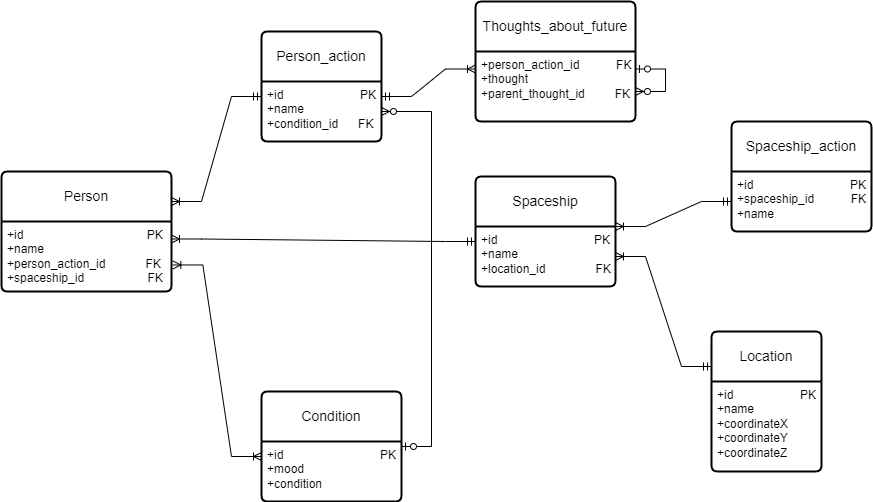 Thoughts_about_future
+person_action_id FK
+thought
+parent_thought_id FK
Person_action
+id PK
+name
+condition_id FK
Spaceship_action
+id PK
+spaceship_id FK
+name
Person
+id PK
+name
+person_action_id FK
+spaceship_id FK
Spaceship
+id PK
+name
+location_id FK
Location
+id PK
+name
+coordinateX
+coordinateY
+coordinateZ
Condition
+id PK
+mood
+condition